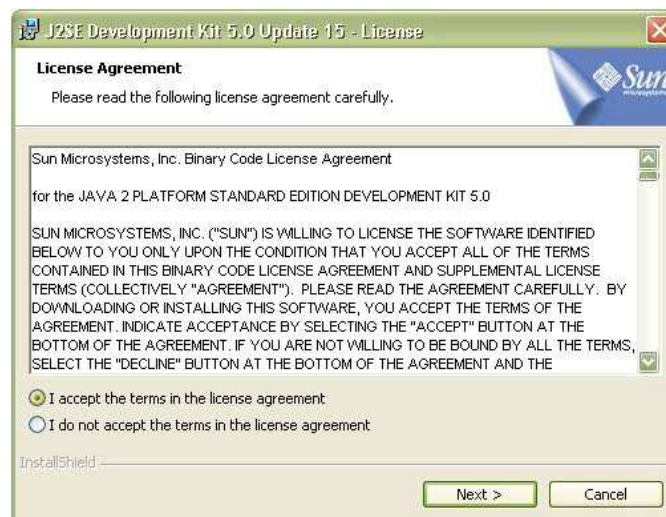 J2SE Development Kit 5.0 Update 15 - License
License Agreement
Please read the following license agreement carefully.
Sun
microsystems
Sun Microsystems, Inc. Binary Code License Agreement
for the JAVA 2 PLATFORM STANDARD EDITION DEVELOPMENT KIT 5.0
SUN MICROSYSTEMS, INC. ("SUN") IS WILLING TO LICENSE THE SOFTWARE IDENTIFIED
BELOW TO YOU ONLY UPON THE CONDITION THAT YOU ACCEPT ALL OF THE TERMS
CONTAINED IN THIS BINARY CODE LICENSE AGREEMENT AND SUPPLEMENTAL LICENSE
TERMS (COLLECTIVELY "AGREEMENT").  PLEASE READ THE AGREEMENT CAREFULLY.  BY
DOWNLOADING OR INSTALLING THIS SOFTWARE, YOU ACCEPT THE TERMS OF THE
AGREEMENT. INDICATE ACCEPTANCE BY SELECTING THE "ACCEPT" BUTTON AT THE
BOTTOM OF THE AGREEMENT. IF YOU ARE NOT WILLING TO BE BOUND BY ALL THE TERMS,
SELECT THE "DECLINE" BUTTON AT THE BOTTOM OF THE AGREEMENT AND THE
I accept the terms in the license agreement
I do not accept the terms in the license agreement
InstallShield
Next >
Cancel